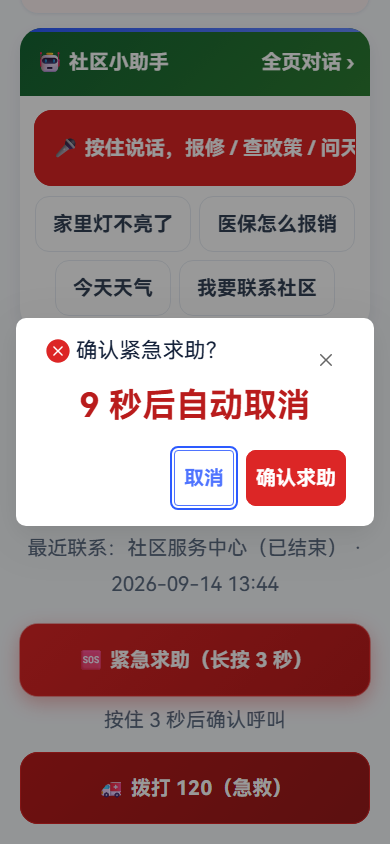 社区小助手
全页对话 ›
按住说话，报修 / 查政策 / 问天
家里灯不亮了
医保怎么报销
今天天气
我要联系社区
确认紧急求助？
9 秒后自动取消
取消
确认求助
最近联系：社区服务中心（已结束） ·
2026-09-14 13:44
SOS 紧急求助（长按 3 秒）
按住 3 秒后确认呼叫
拨打 120（急救）